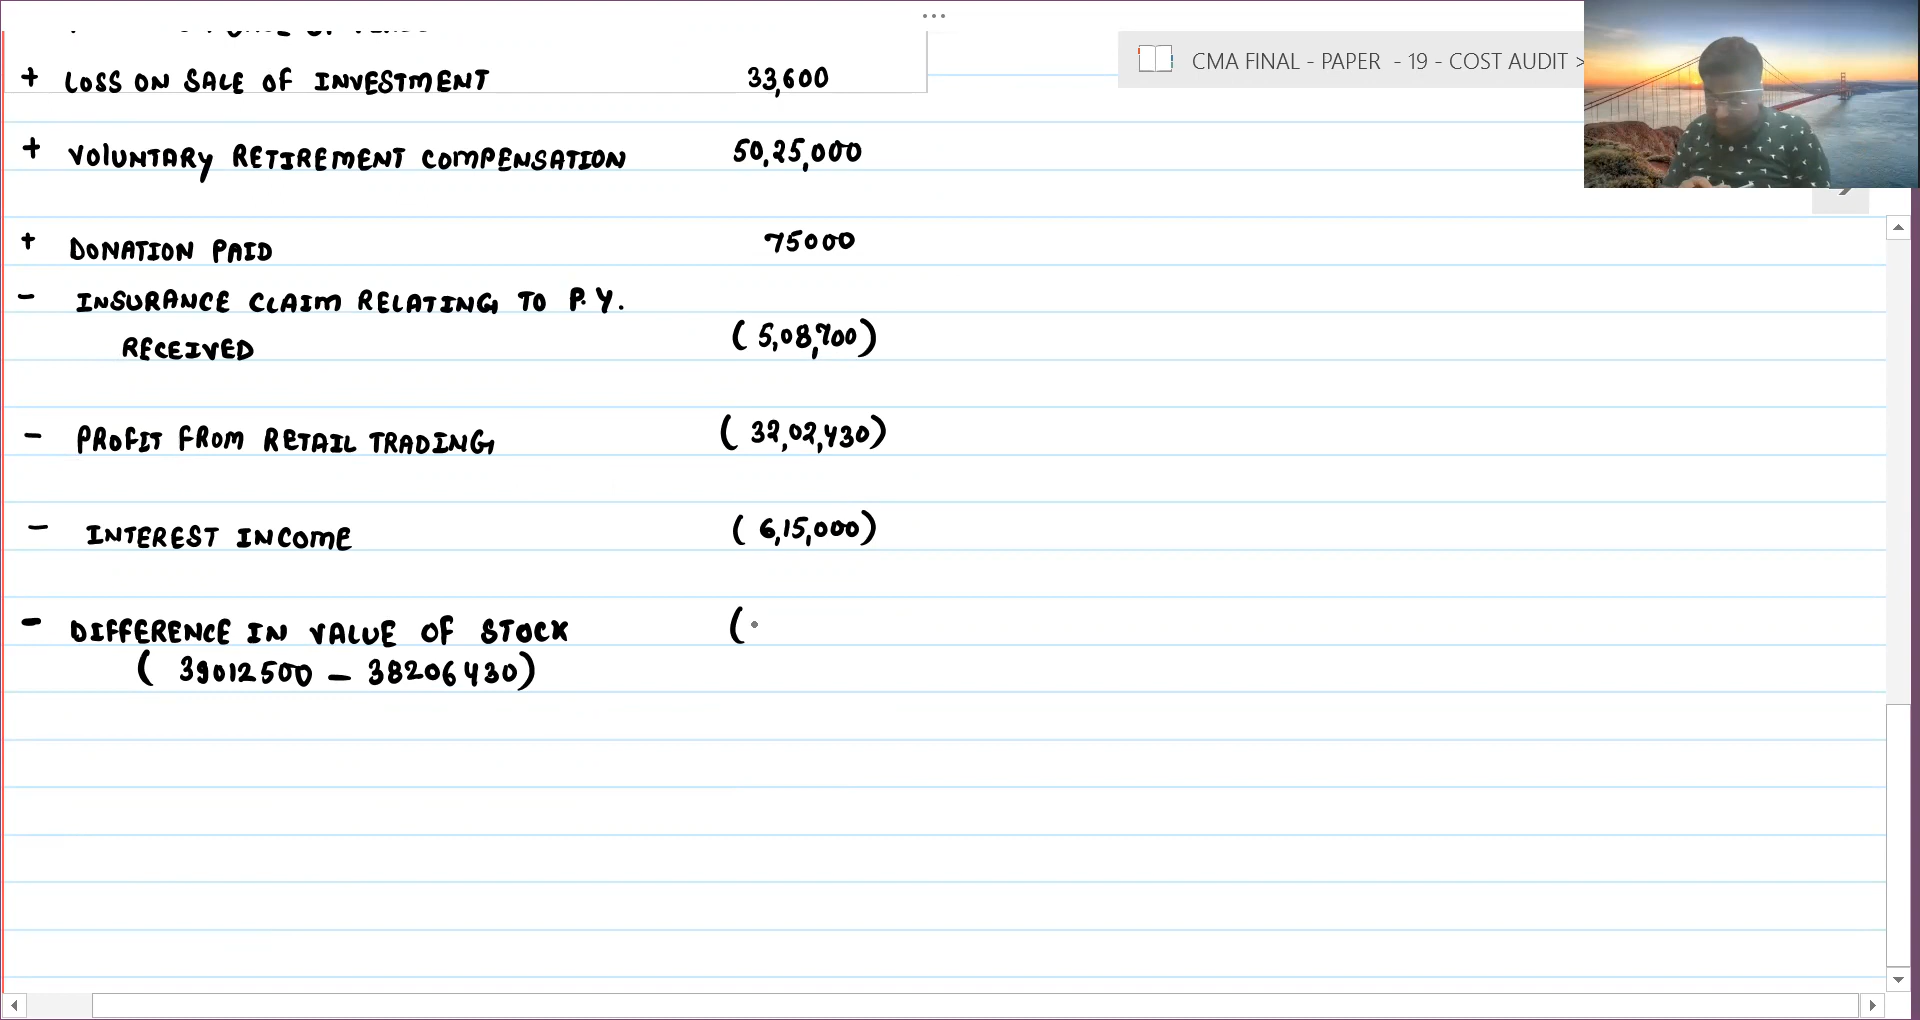 CMA FINAL - PAPER - 19 - COST AUDIT >
+ LOSS ON SALE OF INVESTMENT 33,600
+ VOLUNTARY RETIREMENT COMPENSATION 50,25,000
+ DONATION PAID 75000
- INSURANCE CLAIM RELATING TO P.Y.
RECEIVED (5,08,700)
- PROFIT FROM RETAIL TRADING (32,02,430)
- INTEREST INCOME (6,15,000)
- DIFFERENCE IN VALUE OF STOCK (
(39012500 - 38206430)